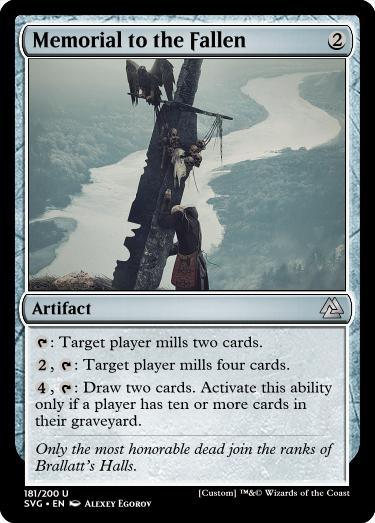 Memorial to the Fallen 2
Artifact
: Target player mills two cards.
2, : Target player mills four cards.
4, : Draw two cards. Activate this ability
only if a player has ten or more cards in
their graveyard.
Only the most honorable dead join the ranks of
Brallatt's Halls.
181/200 U
SVG • EN Alexey Egorov
[Custom] ™&© Wizards of the Coast